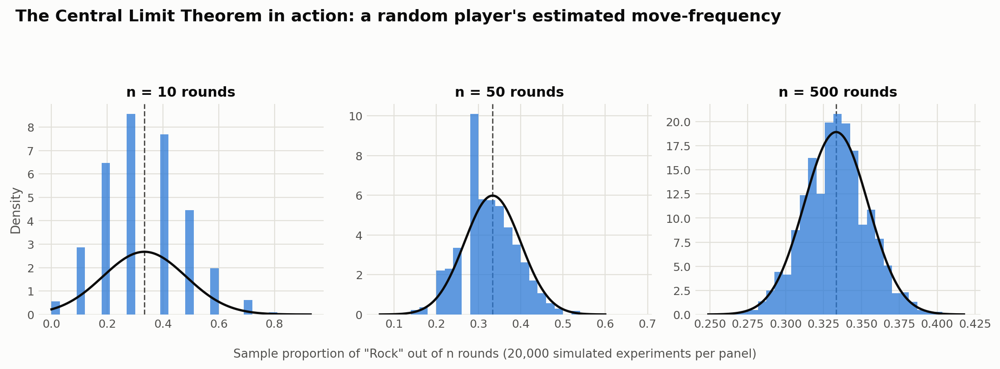 The Central Limit Theorem in action: a random player's estimated move-frequency
n = 10 rounds
n = 50 rounds
n = 500 rounds
Density
8
7
6
5
4
3
2
1
0
0.0 0.2 0.4 0.6 0.8
10
8
6
4
2
0
0.1 0.2 0.3 0.4 0.5 0.6 0.7
20.0
17.5
15.0
12.5
10.0
7.5
5.0
2.5
0.0
0.250 0.275 0.300 0.325 0.350 0.375 0.400 0.425
Sample proportion of "Rock" out of n rounds (20,000 simulated experiments per panel)